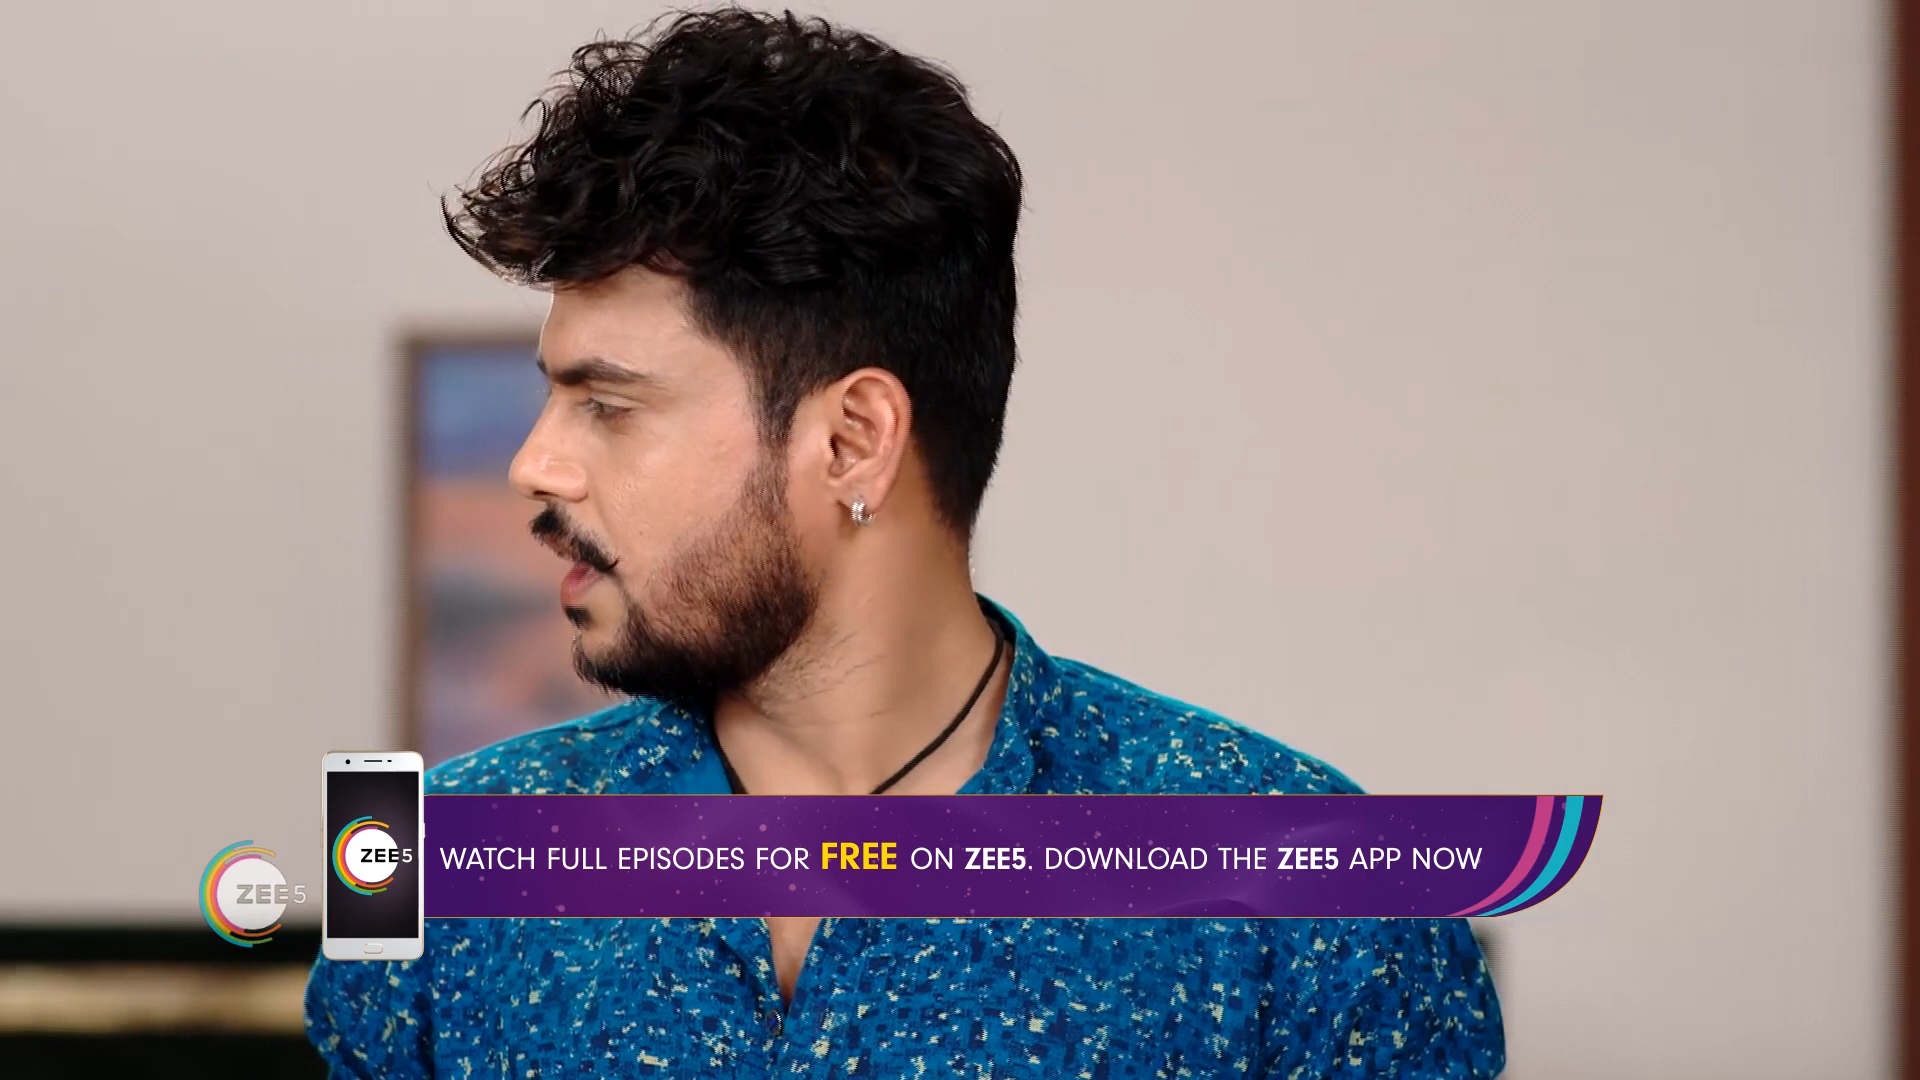 WATCH FULL EPISODES FOR FREE ON ZEE5. DOWNLOAD THE ZEE5 APP NOW
ZEE5
ZEE5